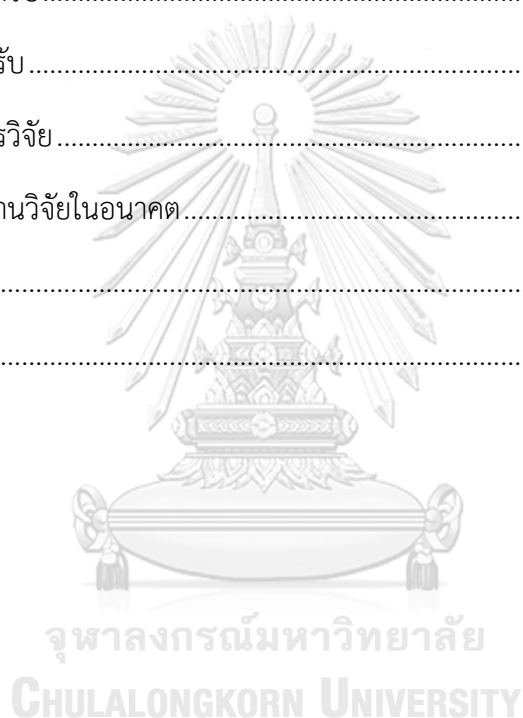 รับ................................................................................
รวิจัย................................................................................
านวิจัยในอนาคต................................................................
................................................................................
................................................................................
จุฬาลงกรณ์มหาวิทยาลัย
CHULALONGKORN UNIVERSITY